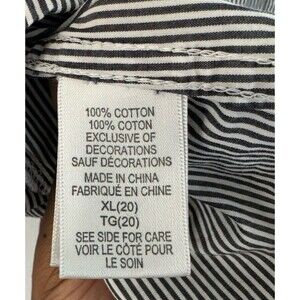 100% COTTON
100% COTON
EXCLUSIVE OF
DECORATIONS
SAUF DÉCORATIONS
MADE IN CHINA
FABRIQUÉ EN CHINE
XL(20)
TG(20)
SEE SIDE FOR CARE
VOIR LE CÔTÉ POUR
LE SOIN